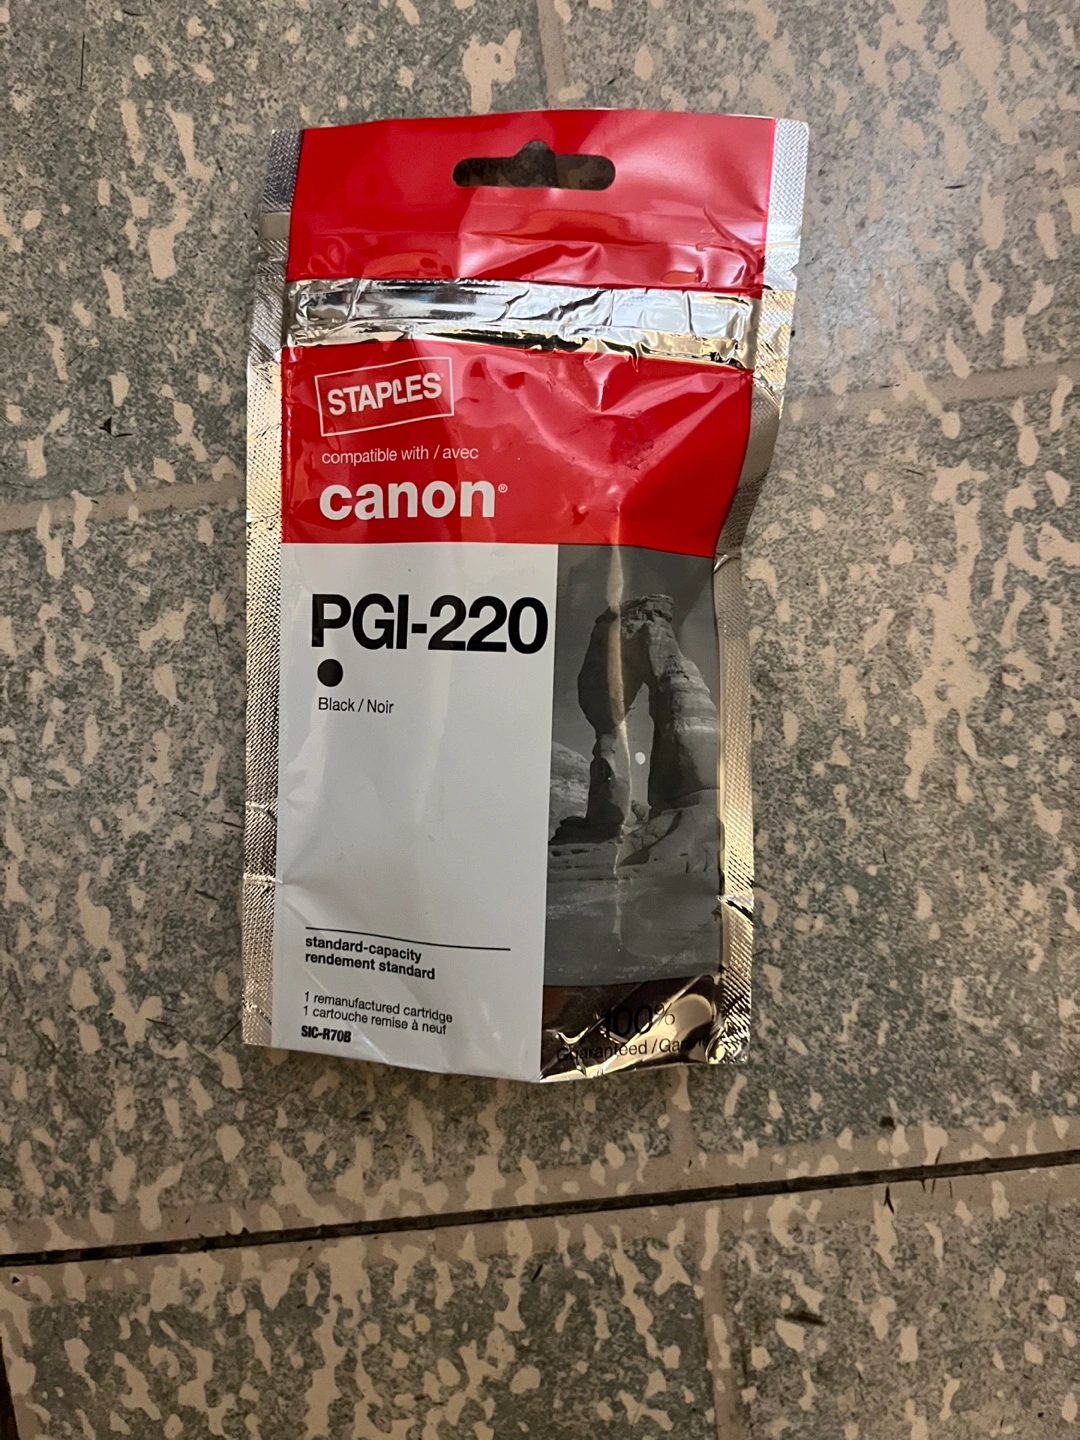 STAPLES
compatible with / avec
canon®
PGI-220
Black / Noir
standard-capacity
rendement standard
1 remanufactured cartridge
1 cartouche remise à neuf
SIC-R70B
100%
Guaranteed /